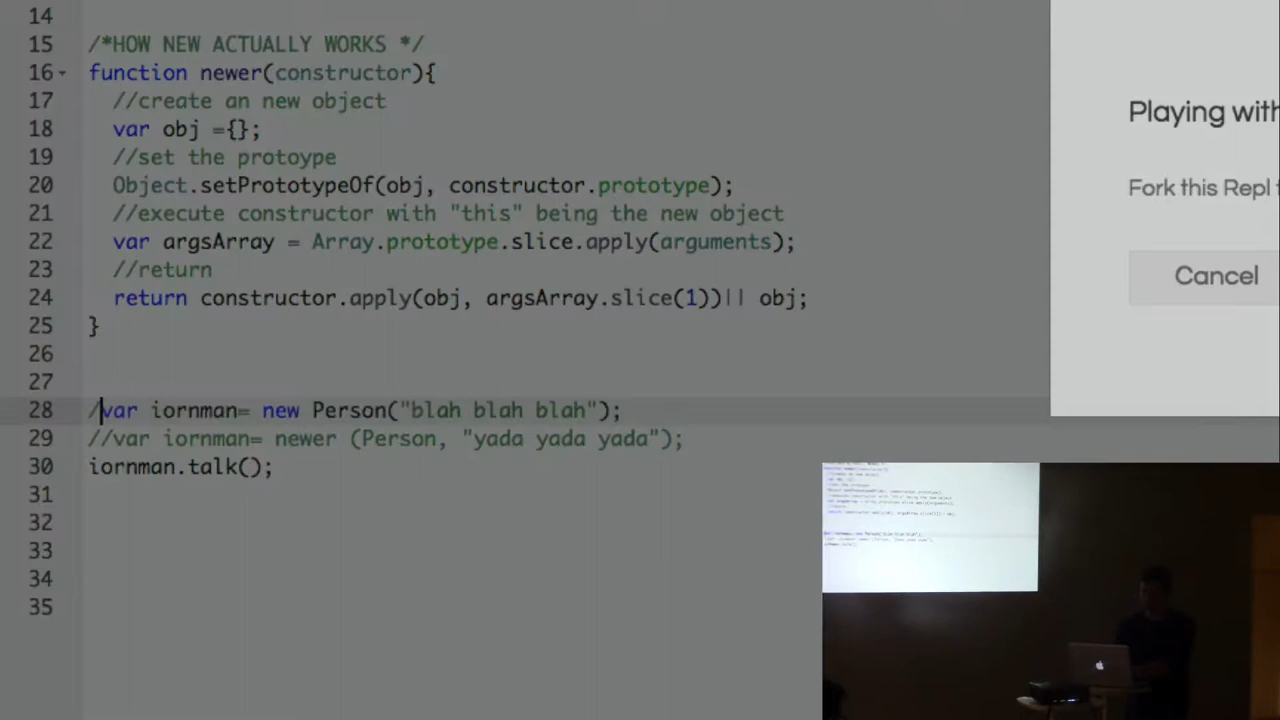 14
15 /*HOW NEW ACTUALLY WORKS */
16 function newer(constructor){
17 //create an new object
18 var obj ={};
19 //set the protoype
20 Object.setPrototypeOf(obj, constructor.prototype);
21 //execute constructor with "this" being the new object
22 var argsArray = Array.prototype.slice.apply(arguments);
23 //return
24 return constructor.apply(obj, argsArray.slice(1))|| obj;
25 }
26
27
28 /var iornman= new Person("blah blah blah");
29 //var iornman= newer (Person, "yada yada yada");
30 iornman.talk();
31
32
33
34
35
Playing with
Fork this Repl
Cancel